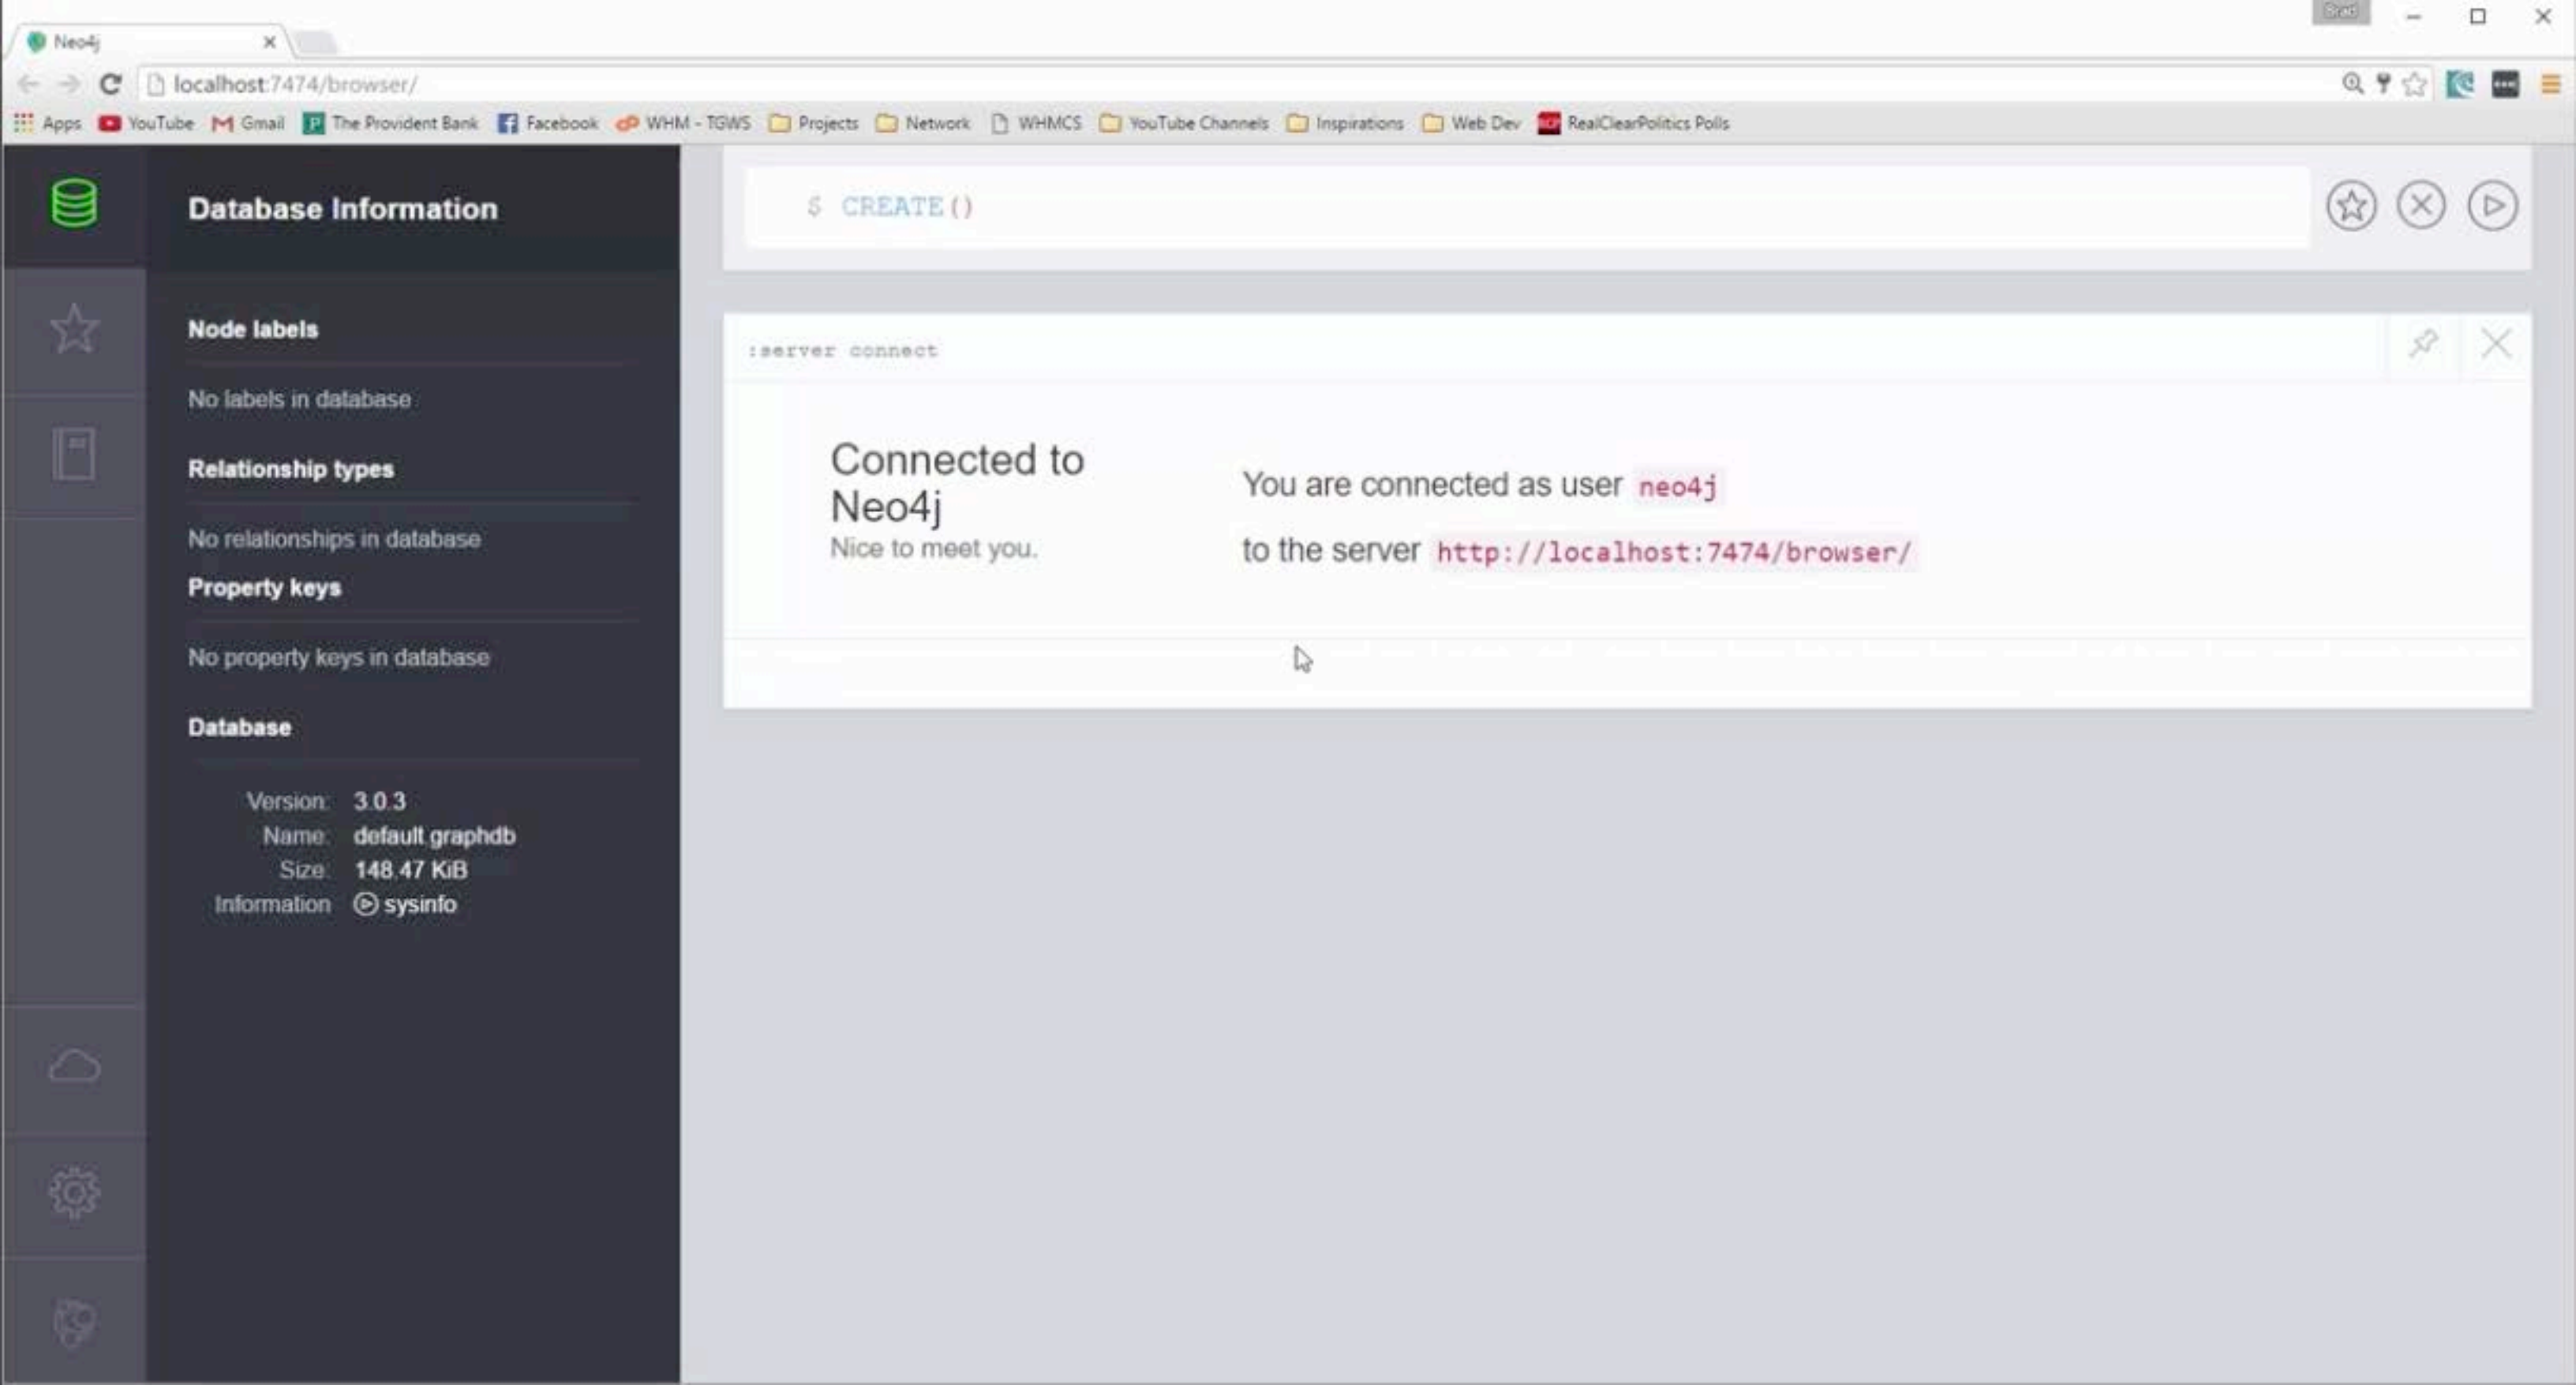 Brad
Neo4j
localhost:7474/browser/
Apps YouTube Gmail The Provident Bank Facebook WHM - TGWS Projects Network WHMCS YouTube Channels Inspirations Web Dev RealClearPolitics Polls
Database Information
Node labels
No labels in database
Relationship types
No relationships in database
Property keys
No property keys in database
Database
Version: 3.0.3
Name: default.graphdb
Size: 148.47 KiB
Information sysinfo
$ CREATE()
:server connect
Connected to
Neo4j
Nice to meet you.
You are connected as user neo4j
to the server http://localhost:7474/browser/